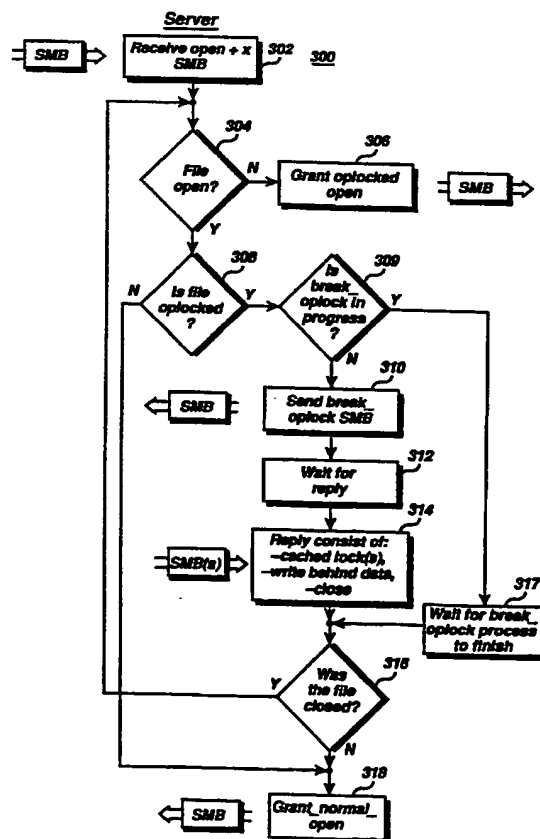 Server
SMB
Receive open + x
SMB
302
300
304
File
open?
N
Y
306
Grant oplocked
open
SMB
308
Is file
oplocked
?
N
Y
309
Is
break_
oplock in
progress
?
Y
N
310
Send break_
oplock SMB
SMB
312
Wait for
reply
314
Reply consist of:
–cached lock(s),
–write behind data,
–close
SMB(s)
317
Wait for break_
oplock process
to finish
316
Was
the file
closed?
Y
N
318
Grant_normal_
open
SMB